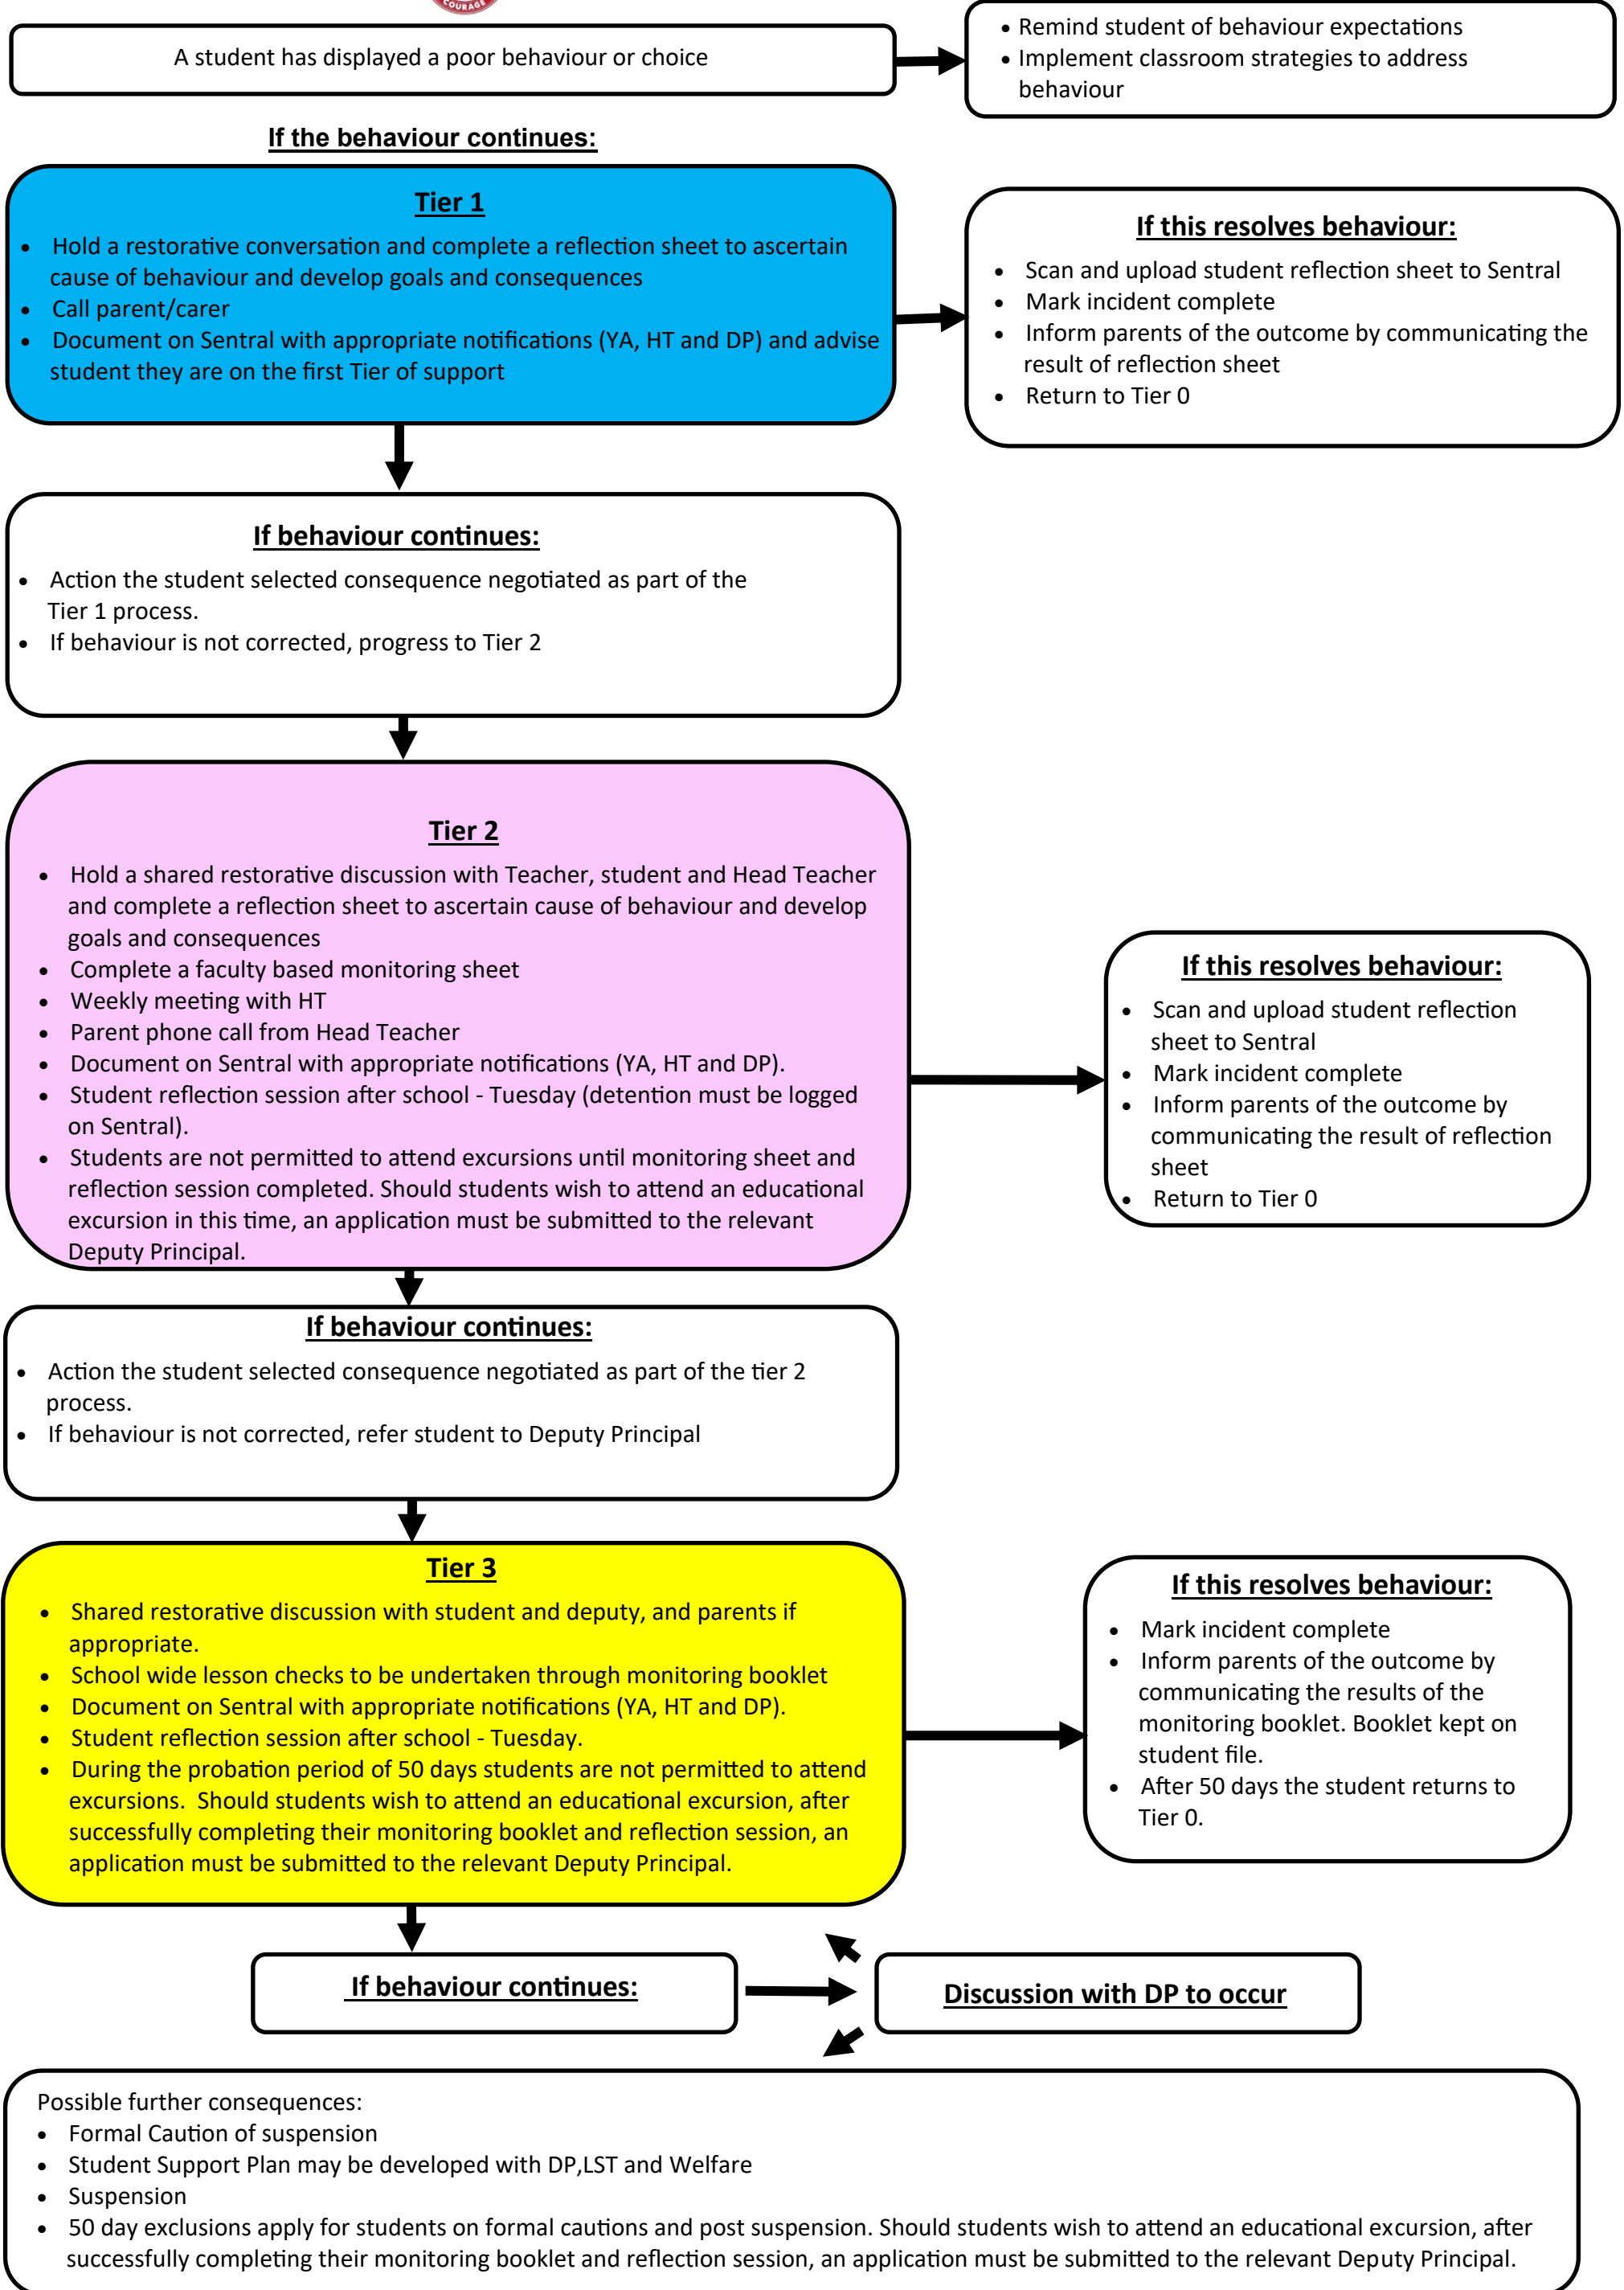 COURAGE
A student has displayed a poor behaviour or choice
• Remind student of behaviour expectations
• Implement classroom strategies to address
behaviour
If the behaviour continues:
Tier 1
• Hold a restorative conversation and complete a reflection sheet to ascertain
cause of behaviour and develop goals and consequences
• Call parent/carer
• Document on Sentral with appropriate notifications (YA, HT and DP) and advise
student they are on the first Tier of support
If this resolves behaviour:
• Scan and upload student reflection sheet to Sentral
• Mark incident complete
• Inform parents of the outcome by communicating the
result of reflection sheet
• Return to Tier 0
If behaviour continues:
• Action the student selected consequence negotiated as part of the
Tier 1 process.
• If behaviour is not corrected, progress to Tier 2
Tier 2
• Hold a shared restorative discussion with Teacher, student and Head Teacher
and complete a reflection sheet to ascertain cause of behaviour and develop
goals and consequences
• Complete a faculty based monitoring sheet
• Weekly meeting with HT
• Parent phone call from Head Teacher
• Document on Sentral with appropriate notifications (YA, HT and DP).
• Student reflection session after school - Tuesday (detention must be logged
on Sentral).
• Students are not permitted to attend excursions until monitoring sheet and
reflection session completed. Should students wish to attend an educational
excursion in this time, an application must be submitted to the relevant
Deputy Principal.
If this resolves behaviour:
• Scan and upload student reflection
sheet to Sentral
• Mark incident complete
• Inform parents of the outcome by
communicating the result of reflection
sheet
• Return to Tier 0
If behaviour continues:
• Action the student selected consequence negotiated as part of the tier 2
process.
• If behaviour is not corrected, refer student to Deputy Principal
Tier 3
• Shared restorative discussion with student and deputy, and parents if
appropriate.
• School wide lesson checks to be undertaken through monitoring booklet
• Document on Sentral with appropriate notifications (YA, HT and DP).
• Student reflection session after school - Tuesday.
• During the probation period of 50 days students are not permitted to attend
excursions. Should students wish to attend an educational excursion, after
successfully completing their monitoring booklet and reflection session, an
application must be submitted to the relevant Deputy Principal.
If this resolves behaviour:
• Mark incident complete
• Inform parents of the outcome by
communicating the results of the
monitoring booklet. Booklet kept on
student file.
• After 50 days the student returns to
Tier 0.
If behaviour continues:
Discussion with DP to occur
Possible further consequences:
• Formal Caution of suspension
• Student Support Plan may be developed with DP,LST and Welfare
• Suspension
• 50 day exclusions apply for students on formal cautions and post suspension. Should students wish to attend an educational excursion, after
successfully completing their monitoring booklet and reflection session, an application must be submitted to the relevant Deputy Principal.